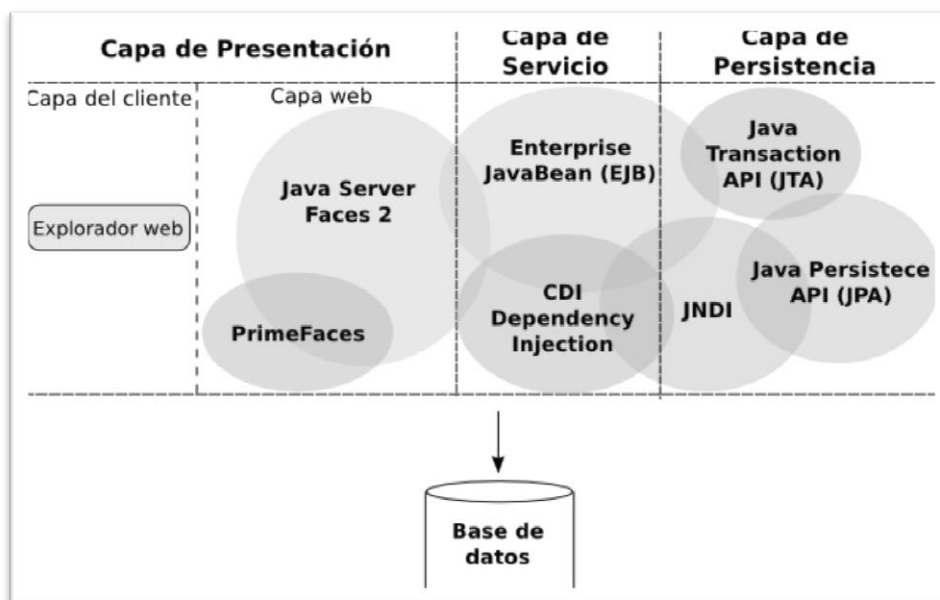 Capa de Presentación
Capa de
Servicio
Capa de
Persistencia
Capa del cliente
Capa web
Explorador web
Java Server
Faces 2
PrimeFaces
Enterprise
JavaBean (EJB)
CDI
Dependency
Injection
Java
Transaction
API (JTA)
JNDI
Java Persistece
API (JPA)
Base de
datos